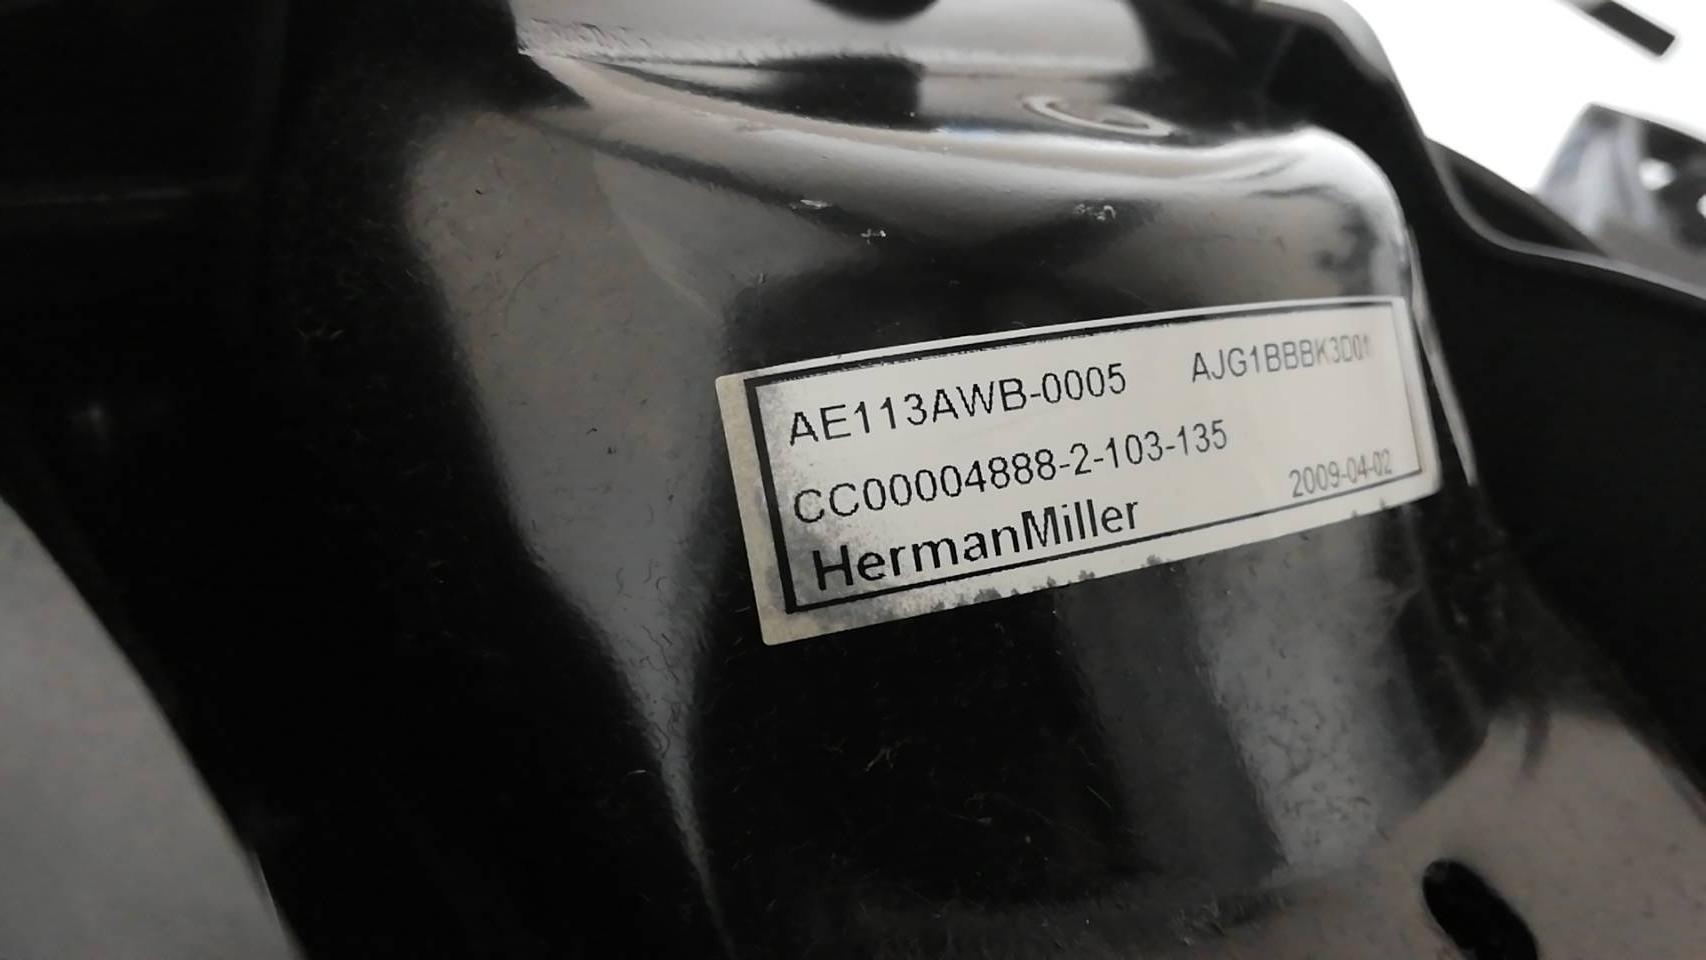 AE113AWB-0005 AJG1BBBK3D01
CC00004888-2-103-135
2009-04-02
HermanMiller